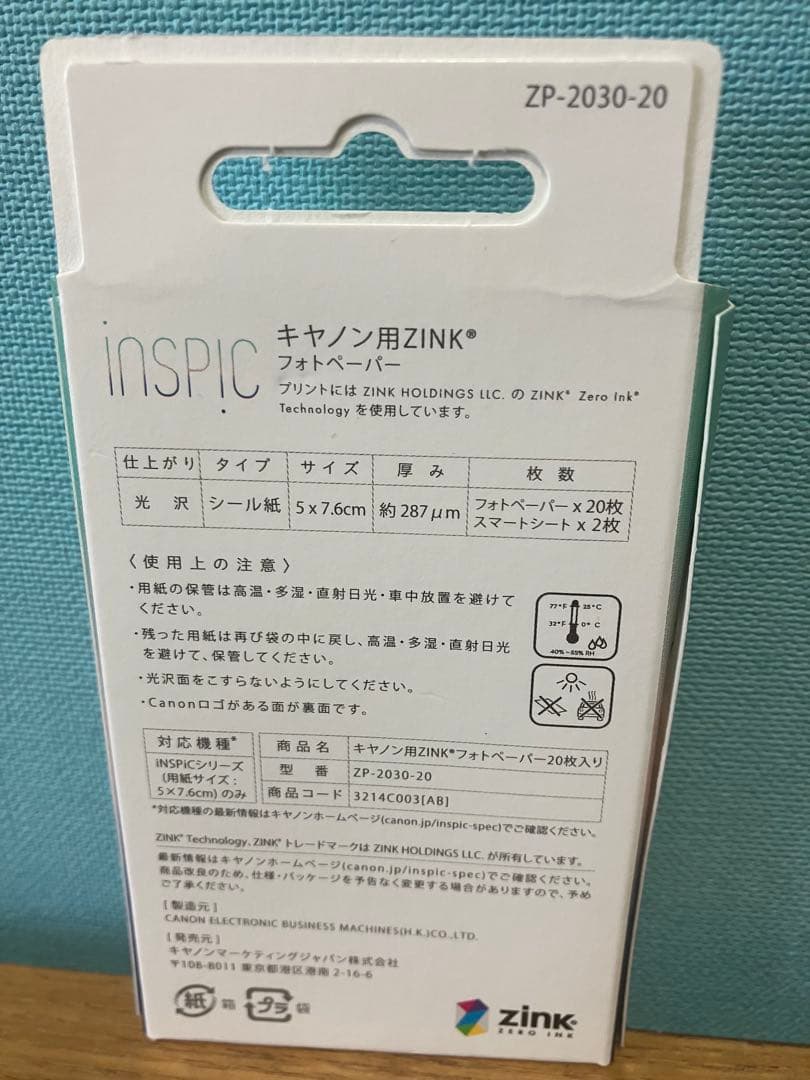 ZP-2030-20
iNSPiC
キヤノン用ZINK®
フォトペーパー
プリントには ZINK HOLDINGS LLC. の ZINK® Zero Ink®
Technology を使用しています。
仕上がり タイプ サイズ 厚み 枚数
光沢 シール紙 5 x 7.6cm 約 287μm フォトペーパー x 20枚
スマートシート x 2枚
〈使用上の注意〉
・用紙の保管は高温・多湿・直射日光・車中放置を避けて
ください。
・残った用紙は再び袋の中に戻し、高温・多湿・直射日光
を避けて、保管してください。
・光沢面をこすらないようにしてください。
・Canonロゴがある面が裏面です。
77°F 25°C
32°F 0°C
40%~55% RH
対応機種*
iNSPiCシリーズ
(用紙サイズ:
5×7.6cm) のみ
商品名 キヤノン用ZINK®フォトペーパー20枚入り
型番 ZP-2030-20
商品コード 3214C003[AB]
*対応機種の最新情報はキヤノンホームページ(canon.jp/inspic-spec)でご確認ください。
ZINK® Technology、ZINK® トレードマークは ZINK HOLDINGS LLC. が所有しています。
最新情報はキヤノンホームページ(canon.jp/inspic-spec)でご確認ください。
商品改良のため、仕様・パッケージを予告なく変更する場合がありますので、予め
ご了承ください。
[製造元]
CANON ELECTRONIC BUSINESS MACHINES(H.K.)CO.,LTD.
[発売元]
キヤノンマーケティングジャパン株式会社
〒108-8011 東京都港区港南 2-16-6
紙 箱 プラ 袋
ZINK
ZERO INK